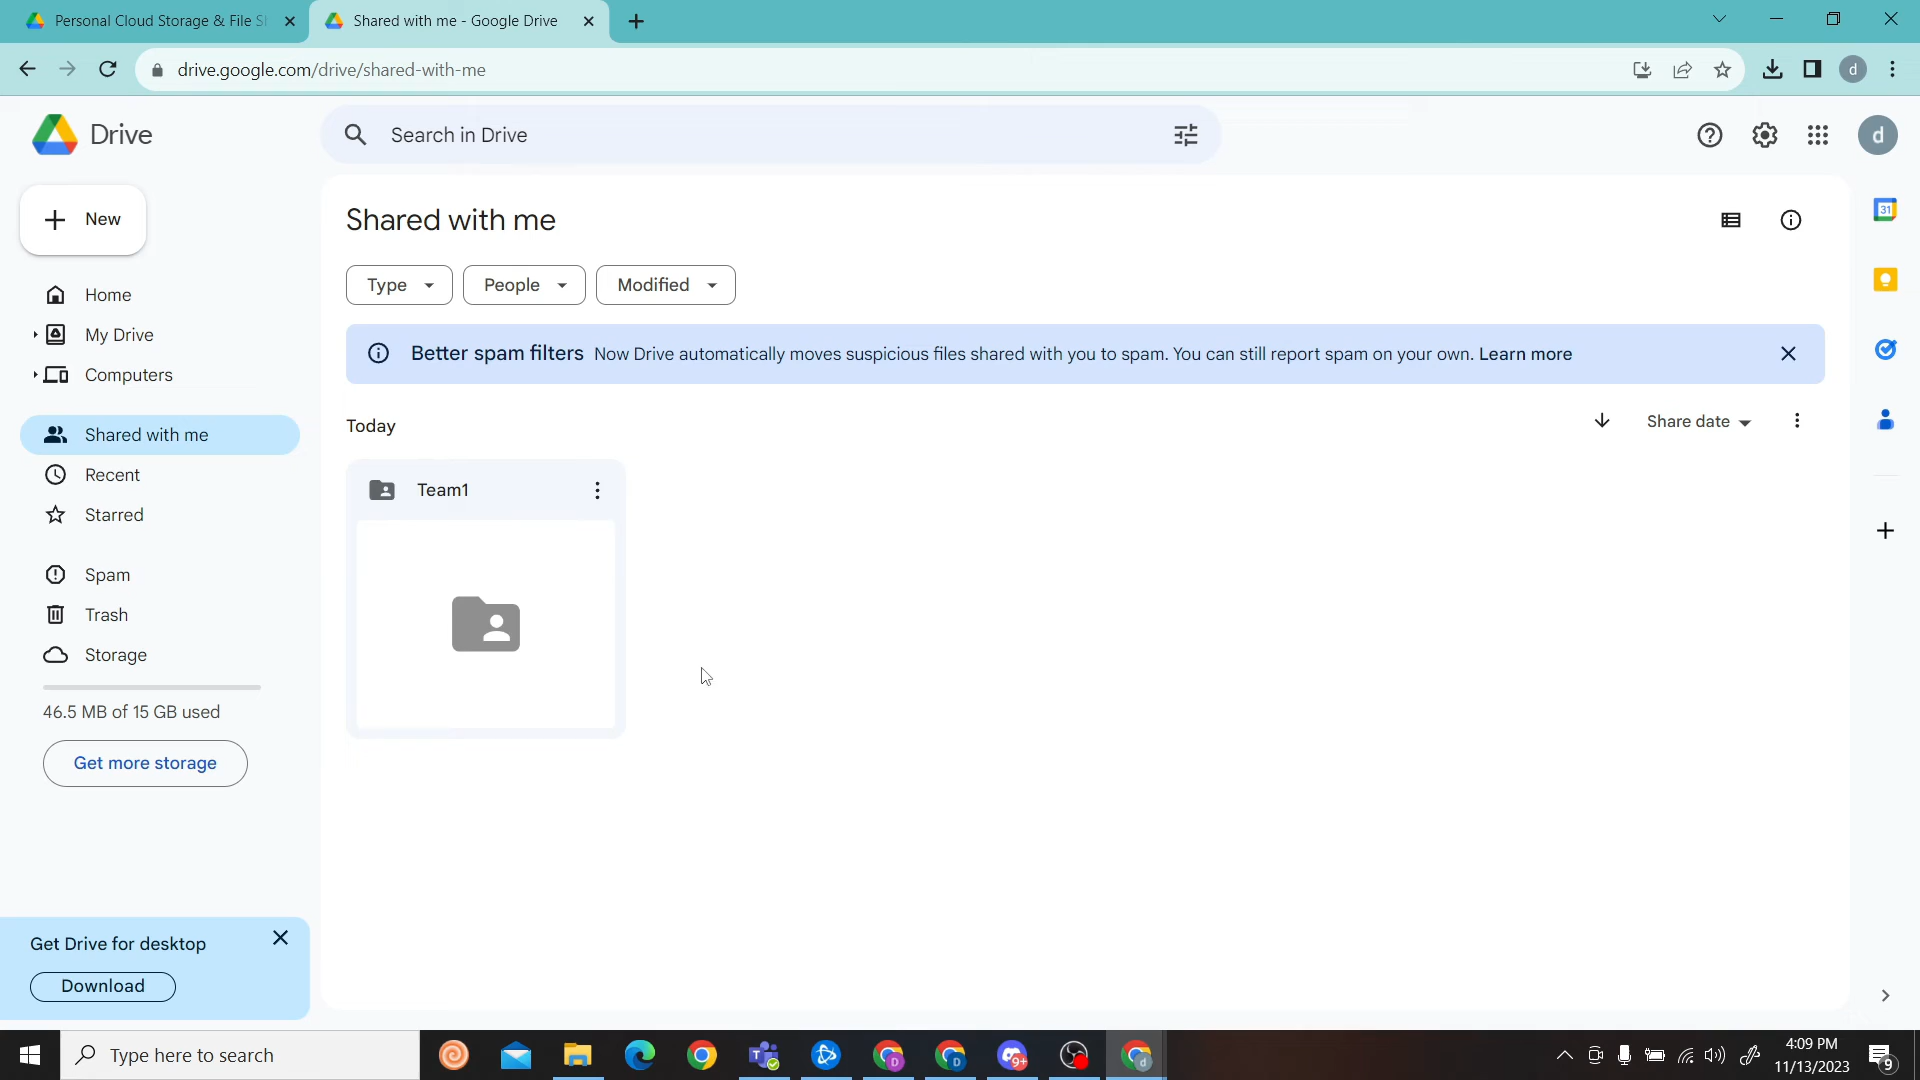 Personal Cloud Storage & File S
Shared with me - Google Drive
drive.google.com/drive/shared-with-me
d
Drive
Search in Drive
d
New
Shared with me
31
Home
Type
People
Modified
My Drive
Better spam filters Now Drive automatically moves suspicious files shared with you to spam. You can still report spam on your own. Learn more
Computers
Shared with me
Today
Share date
Recent
Team1
Starred
Spam
Trash
Storage
46.5 MB of 15 GB used
Get more storage
Get Drive for desktop
Download
Type here to search
T
D
D
9+
d
4:09 PM
11/13/2023
9